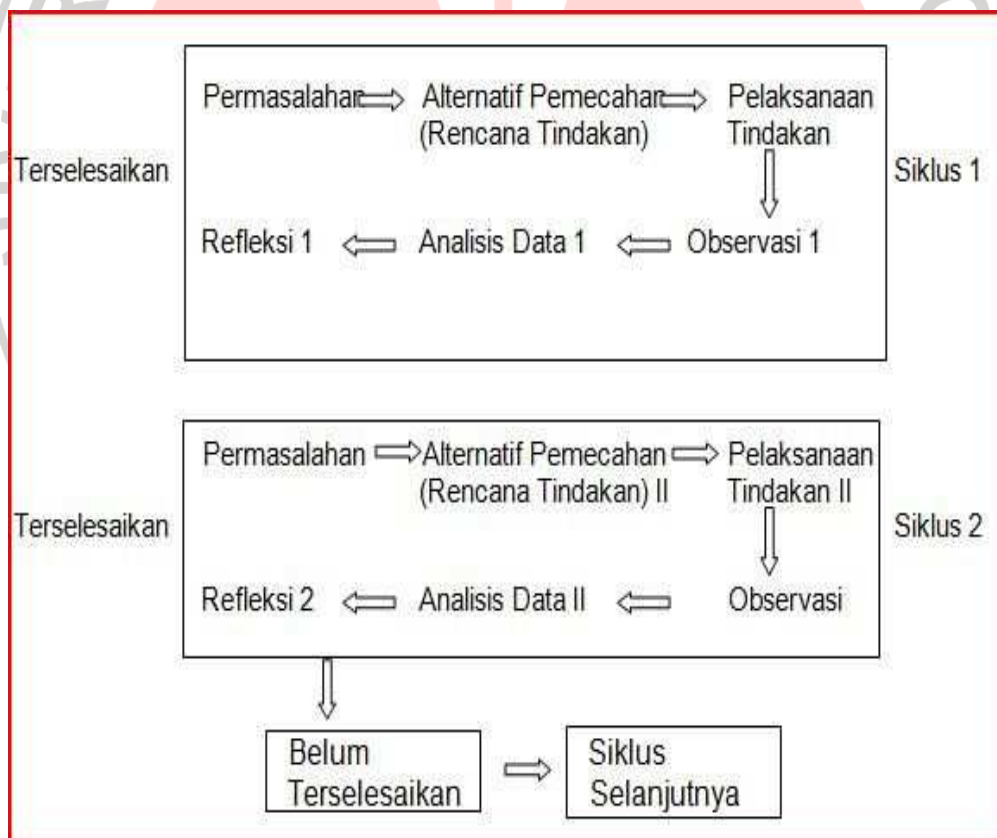 Permasalahan Alternatif Pemecahan Pelaksanaan
(Rencana Tindakan) Tindakan
Terselesaikan Siklus 1
Refleksi 1 Analisis Data 1 Observasi 1
Permasalahan Alternatif Pemecahan Pelaksanaan
(Rencana Tindakan) II Tindakan II
Terselesaikan Siklus 2
Refleksi 2 Analisis Data II Observasi
Belum Siklus
Terselesaikan Selanjutnya